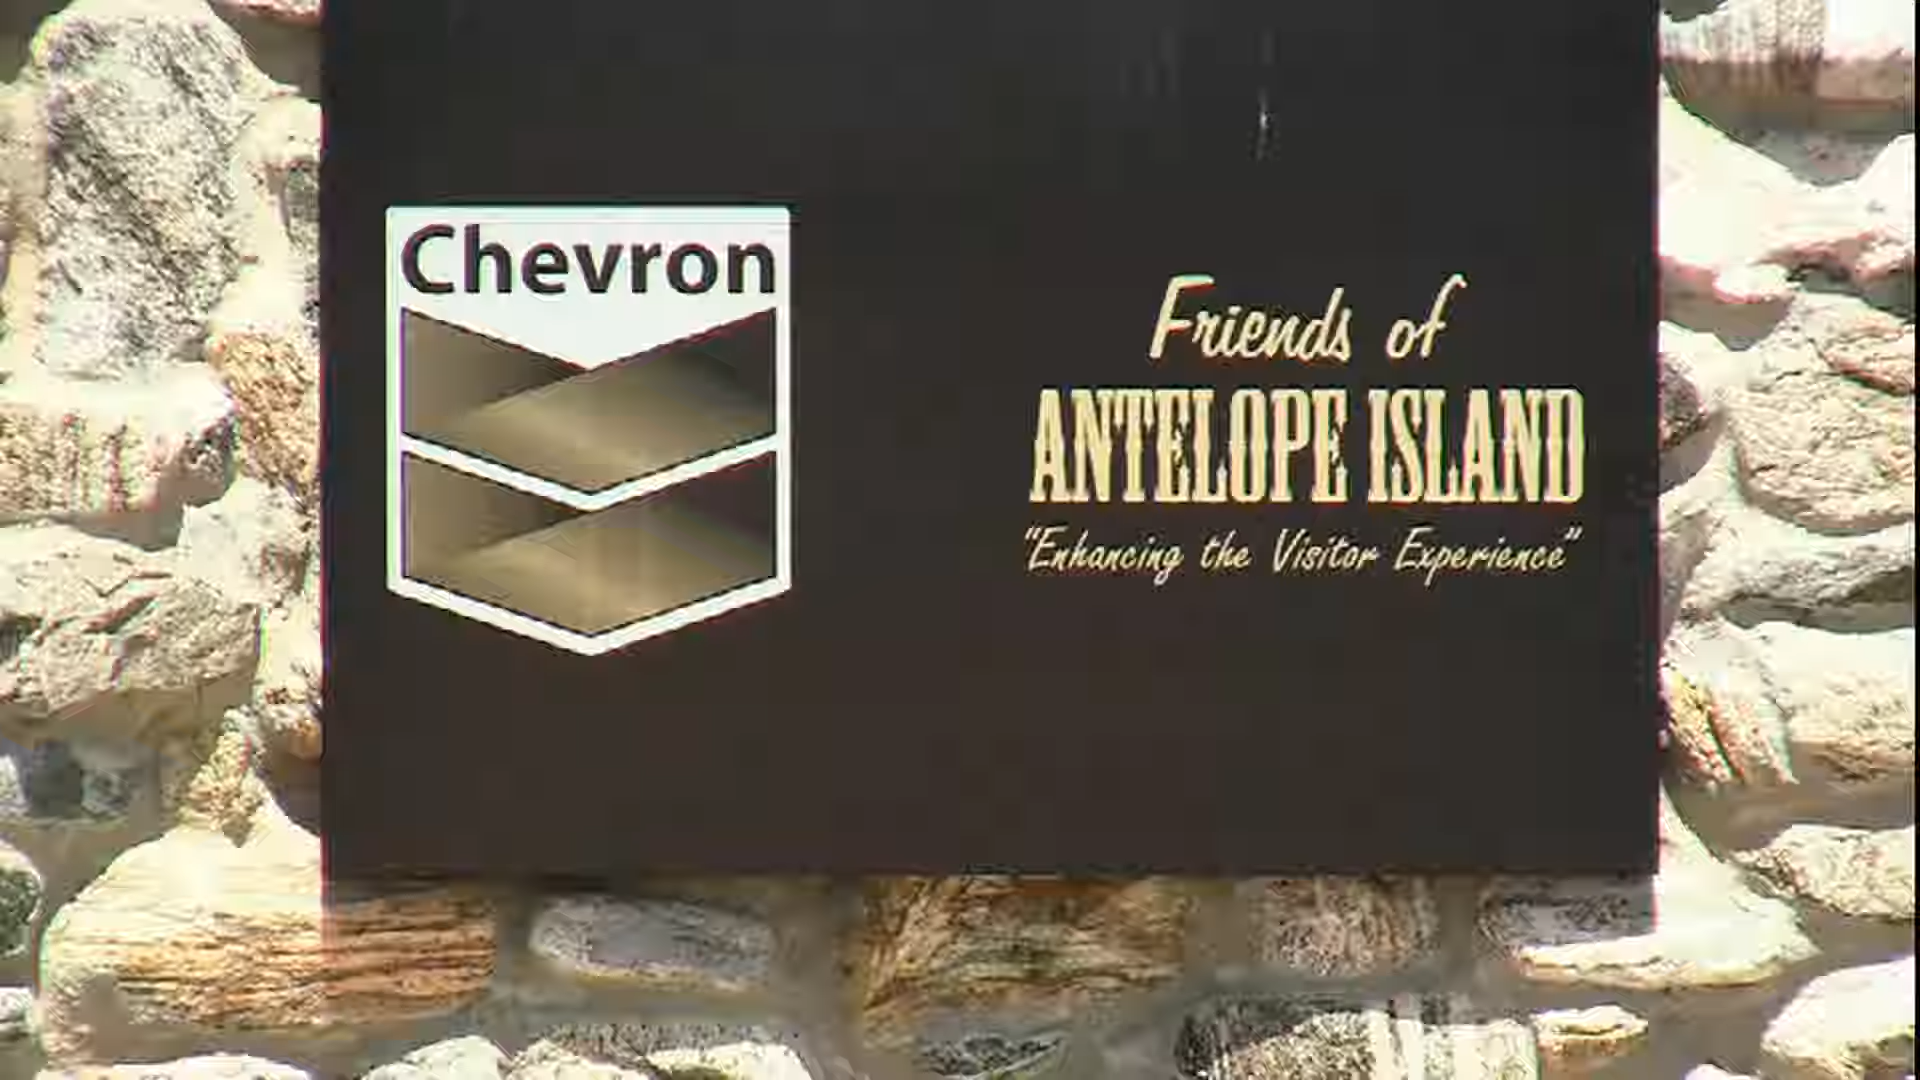 Chevron
Friends of
ANTELOPE ISLAND
"Enhancing the Visitor Experience"